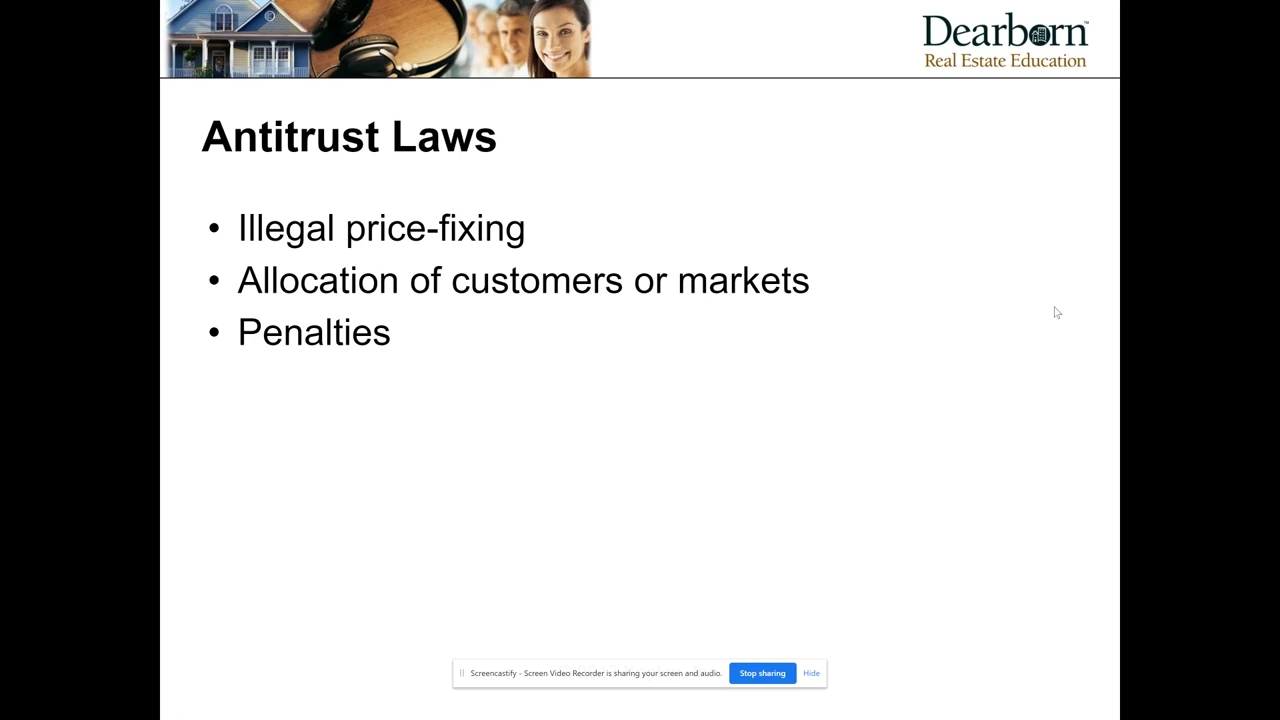 Dearborn™
Real Estate Education
Antitrust Laws
• Illegal price-fixing
• Allocation of customers or markets
• Penalties
Screencastify - Screen Video Recorder is sharing your screen and audio. Stop sharing Hide